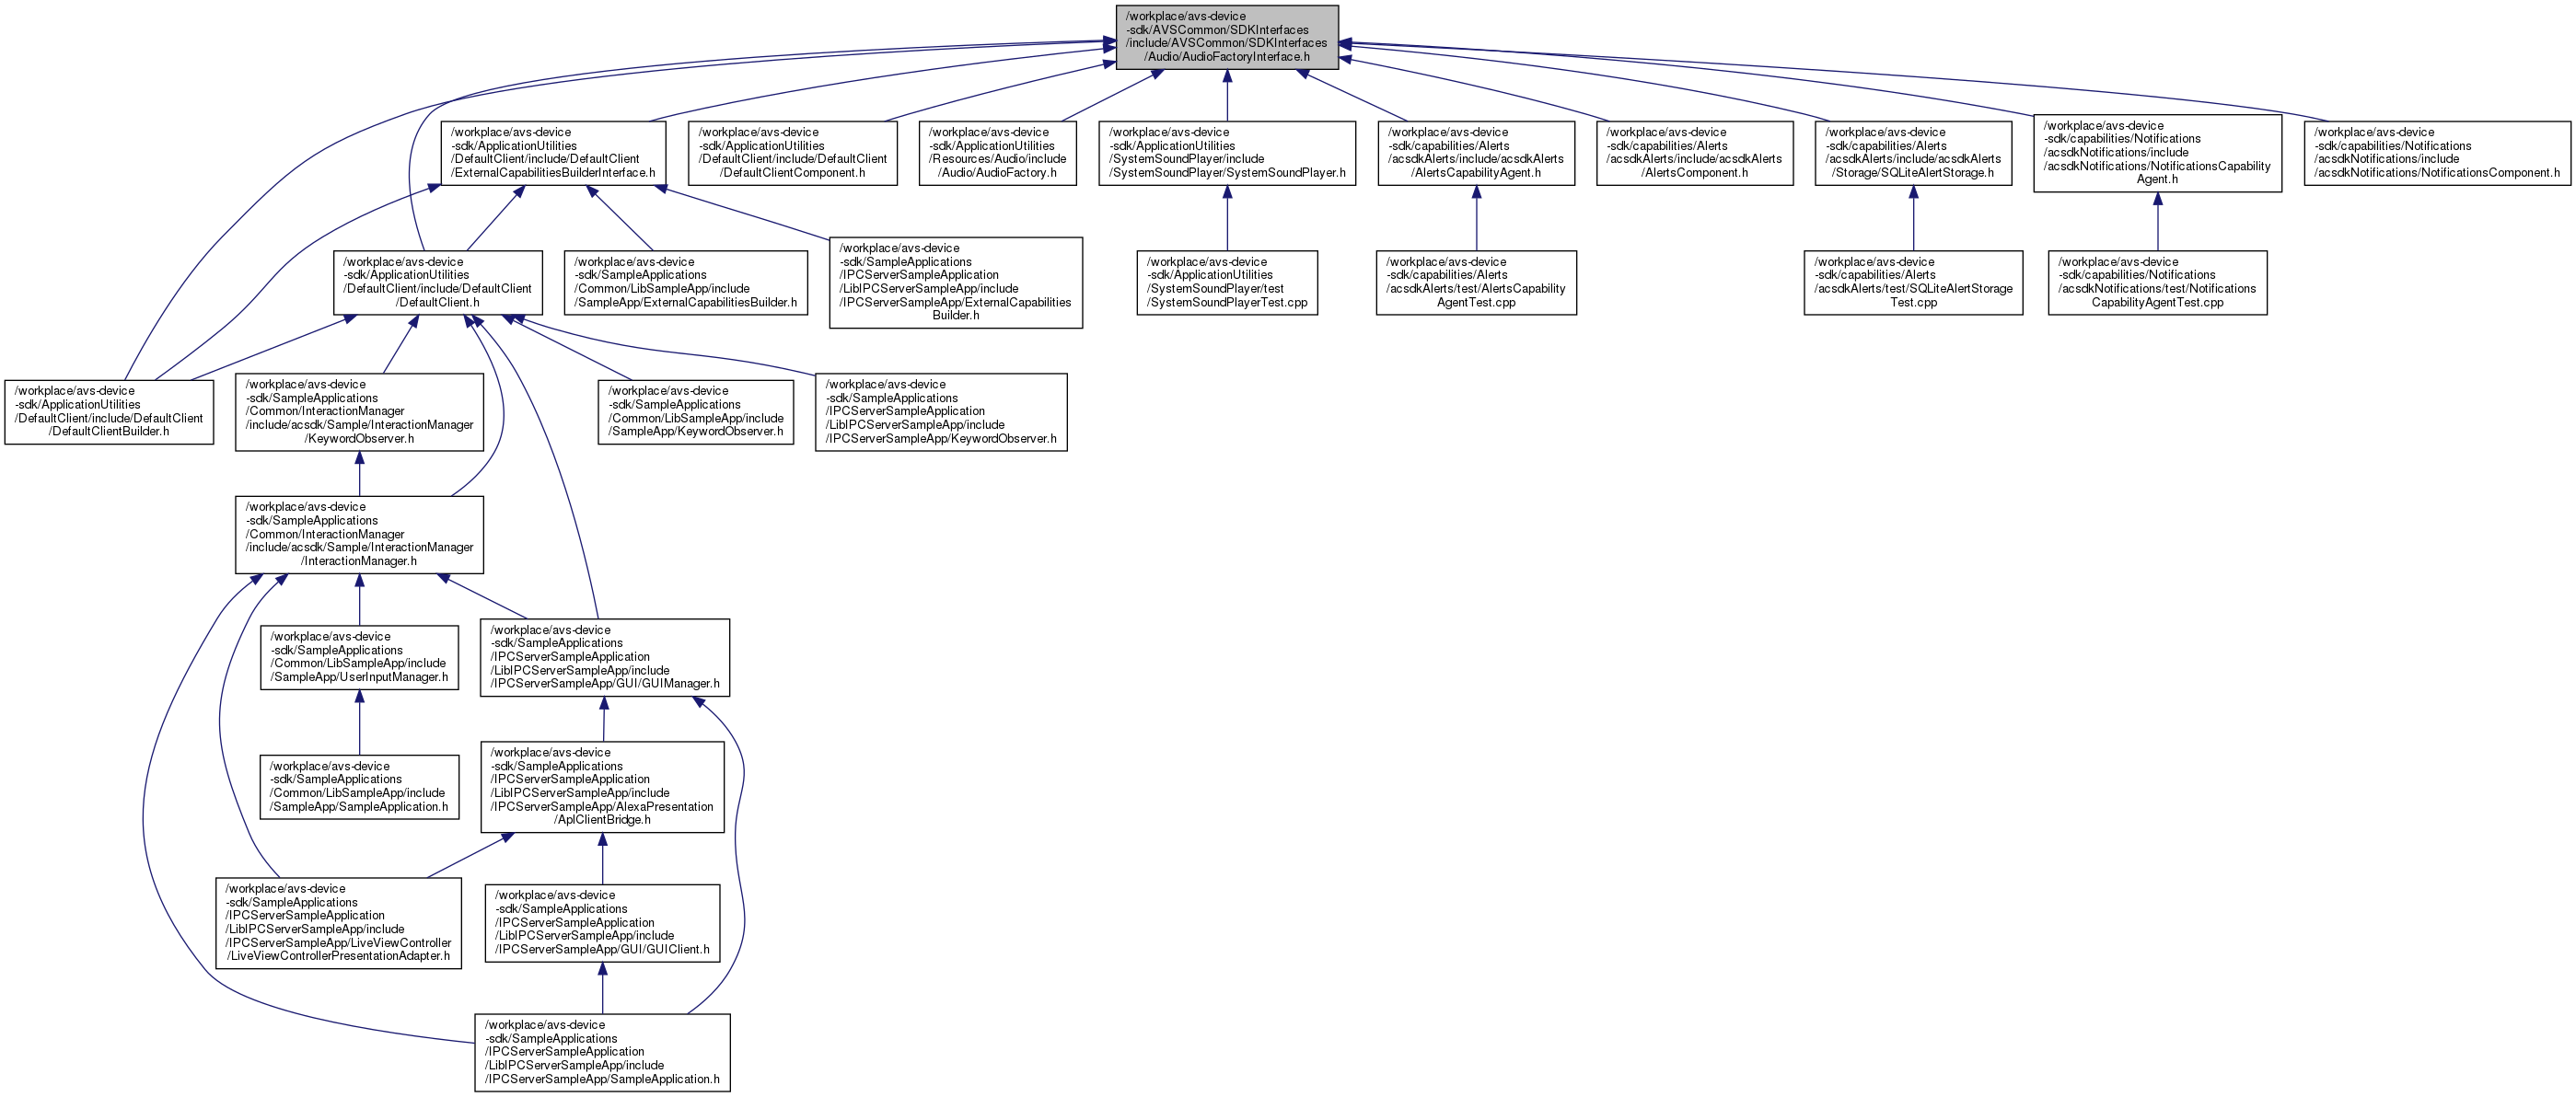 /workplace/avs-device
-sdk/AVSCommon/SDKInterfaces
/include/AVSCommon/SDKInterfaces
/Audio/AudioFactoryInterface.h
/workplace/avs-device
-sdk/ApplicationUtilities
/DefaultClient/include/DefaultClient
/ExternalCapabilitiesBuilderInterface.h
/workplace/avs-device
-sdk/ApplicationUtilities
/DefaultClient/include/DefaultClient
/DefaultClientComponent.h
/workplace/avs-device
-sdk/ApplicationUtilities
/Resources/Audio/include
/Audio/AudioFactory.h
/workplace/avs-device
-sdk/ApplicationUtilities
/SystemSoundPlayer/include
/SystemSoundPlayer/SystemSoundPlayer.h
/workplace/avs-device
-sdk/capabilities/Alerts
/acsdkAlerts/include/acsdkAlerts
/AlertsCapabilityAgent.h
/workplace/avs-device
-sdk/capabilities/Alerts
/acsdkAlerts/include/acsdkAlerts
/AlertsComponent.h
/workplace/avs-device
-sdk/capabilities/Alerts
/acsdkAlerts/include/acsdkAlerts
/Storage/SQLiteAlertStorage.h
/workplace/avs-device
-sdk/capabilities/Notifications
/acsdkNotifications/include
/acsdkNotifications/NotificationsCapability
Agent.h
/workplace/avs-device
-sdk/capabilities/Notifications
/acsdkNotifications/include
/acsdkNotifications/NotificationsComponent.h
/workplace/avs-device
-sdk/ApplicationUtilities
/DefaultClient/include/DefaultClient
/DefaultClient.h
/workplace/avs-device
-sdk/SampleApplications
/Common/LibSampleApp/include
/SampleApp/ExternalCapabilitiesBuilder.h
/workplace/avs-device
-sdk/SampleApplications
/IPCServerSampleApplication
/LibIPCServerSampleApp/include
/IPCServerSampleApp/ExternalCapabilities
Builder.h
/workplace/avs-device
-sdk/ApplicationUtilities
/SystemSoundPlayer/test
/SystemSoundPlayerTest.cpp
/workplace/avs-device
-sdk/capabilities/Alerts
/acsdkAlerts/test/AlertsCapability
AgentTest.cpp
/workplace/avs-device
-sdk/capabilities/Alerts
/acsdkAlerts/test/SQLiteAlertStorage
Test.cpp
/workplace/avs-device
-sdk/capabilities/Notifications
/acsdkNotifications/test/Notifications
CapabilityAgentTest.cpp
/workplace/avs-device
-sdk/ApplicationUtilities
/DefaultClient/include/DefaultClient
/DefaultClientBuilder.h
/workplace/avs-device
-sdk/SampleApplications
/Common/InteractionManager
/include/acsdk/Sample/InteractionManager
/KeywordObserver.h
/workplace/avs-device
-sdk/SampleApplications
/Common/LibSampleApp/include
/SampleApp/KeywordObserver.h
/workplace/avs-device
-sdk/SampleApplications
/IPCServerSampleApplication
/LibIPCServerSampleApp/include
/IPCServerSampleApp/KeywordObserver.h
/workplace/avs-device
-sdk/SampleApplications
/Common/InteractionManager
/include/acsdk/Sample/InteractionManager
/InteractionManager.h
/workplace/avs-device
-sdk/SampleApplications
/Common/LibSampleApp/include
/SampleApp/UserInputManager.h
/workplace/avs-device
-sdk/SampleApplications
/IPCServerSampleApplication
/LibIPCServerSampleApp/include
/IPCServerSampleApp/GUI/GUIManager.h
/workplace/avs-device
-sdk/SampleApplications
/Common/LibSampleApp/include
/SampleApp/SampleApplication.h
/workplace/avs-device
-sdk/SampleApplications
/IPCServerSampleApplication
/LibIPCServerSampleApp/include
/IPCServerSampleApp/AlexaPresentation
/AplClientBridge.h
/workplace/avs-device
-sdk/SampleApplications
/IPCServerSampleApplication
/LibIPCServerSampleApp/include
/IPCServerSampleApp/LiveViewController
/LiveViewControllerPresentationAdapter.h
/workplace/avs-device
-sdk/SampleApplications
/IPCServerSampleApplication
/LibIPCServerSampleApp/include
/IPCServerSampleApp/GUI/GUIClient.h
/workplace/avs-device
-sdk/SampleApplications
/IPCServerSampleApplication
/LibIPCServerSampleApp/include
/IPCServerSampleApp/SampleApplication.h